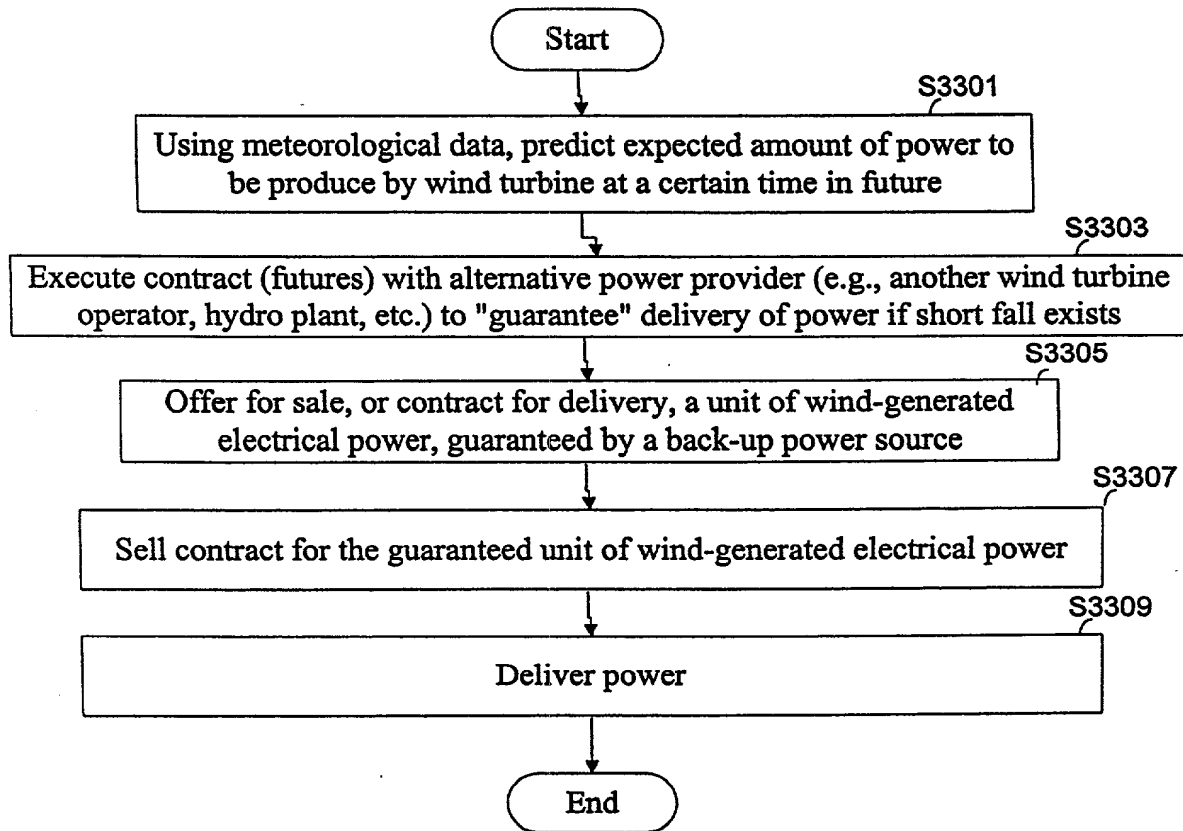 Start
S3301
Using meteorological data, predict expected amount of power to
be produce by wind turbine at a certain time in future
S3303
Execute contract (futures) with alternative power provider (e.g., another wind turbine
operator, hydro plant, etc.) to "guarantee" delivery of power if short fall exists
S3305
Offer for sale, or contract for delivery, a unit of wind-generated
electrical power, guaranteed by a back-up power source
S3307
Sell contract for the guaranteed unit of wind-generated electrical power
S3309
Deliver power
End